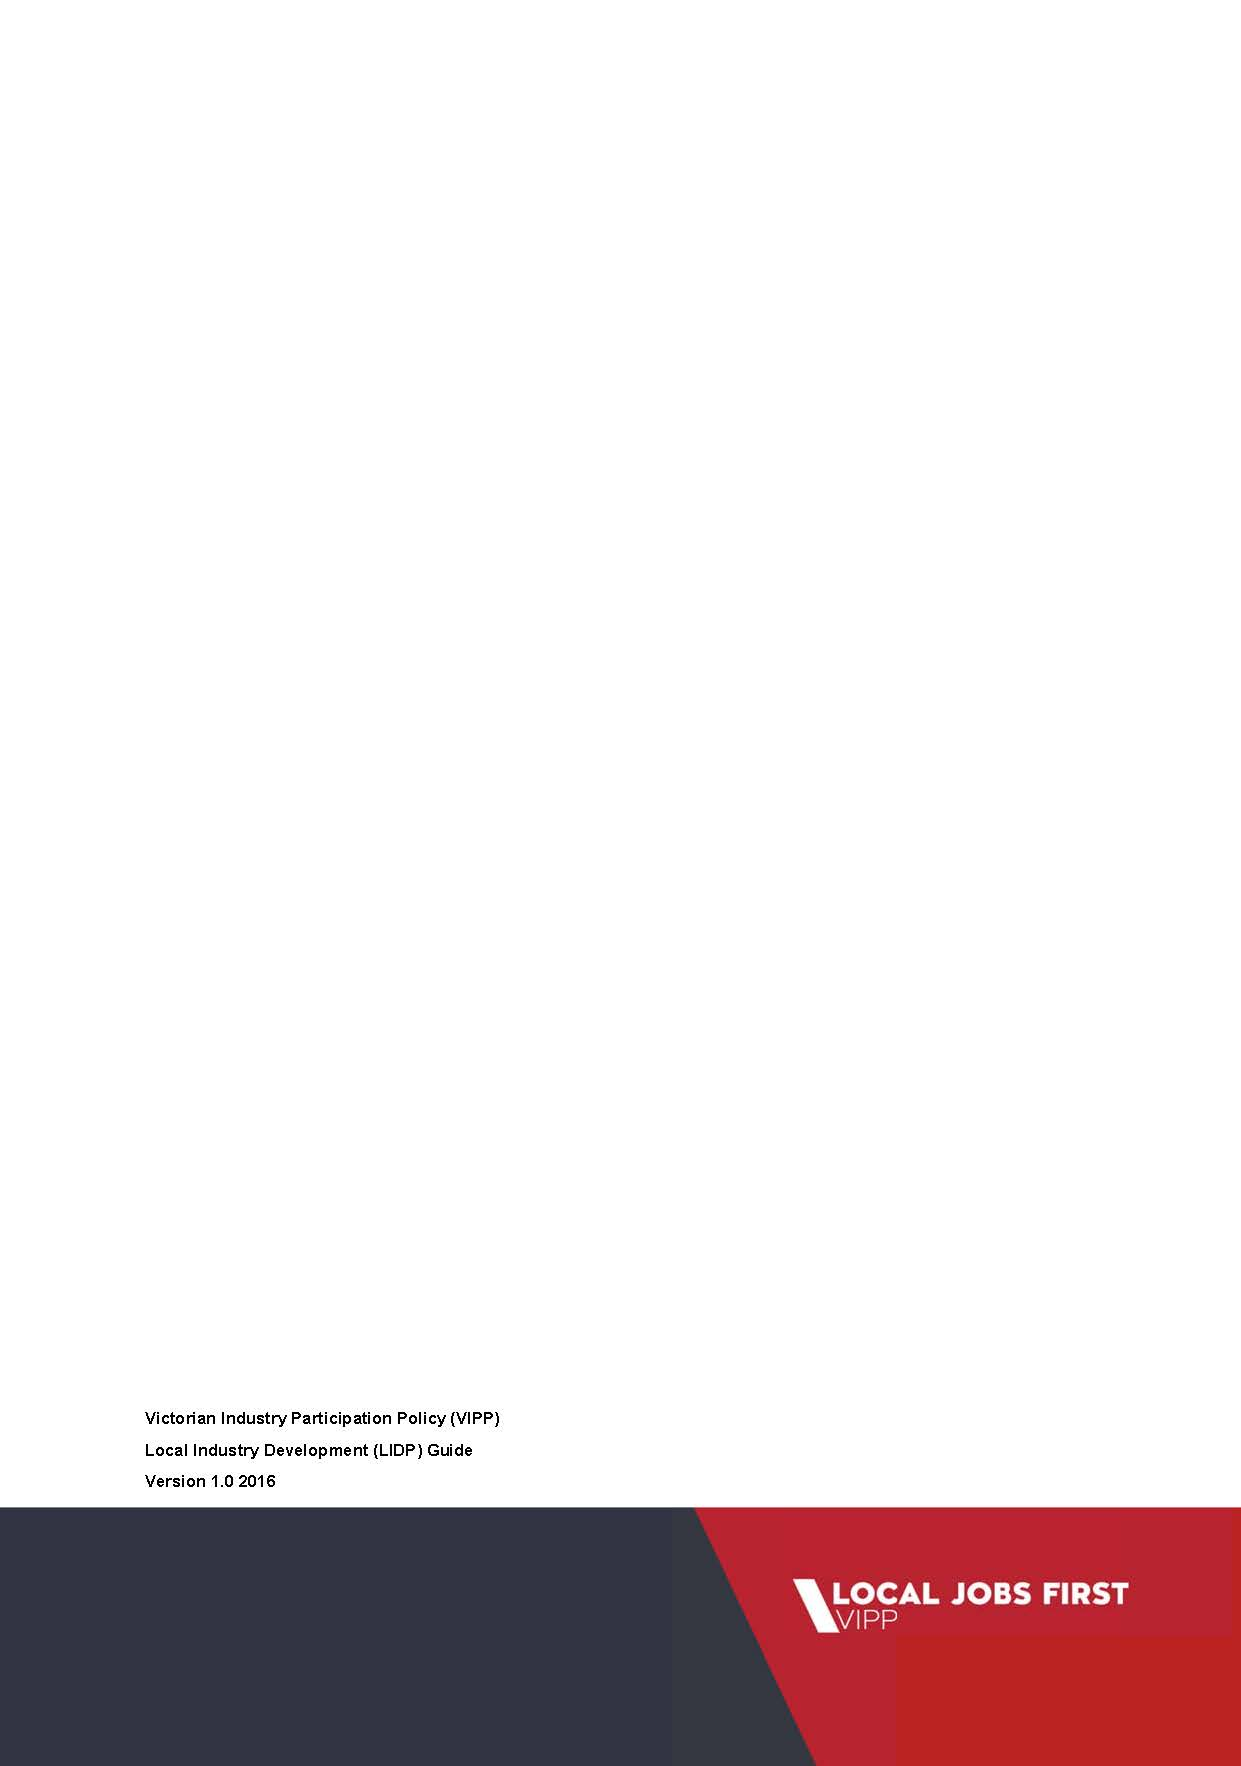 Victorian Industry Participation Policy (VIPP)
Local Industry Development (LIDP) Guide
Version 1.0 2016
LOCAL JOBS FIRST
VIPP